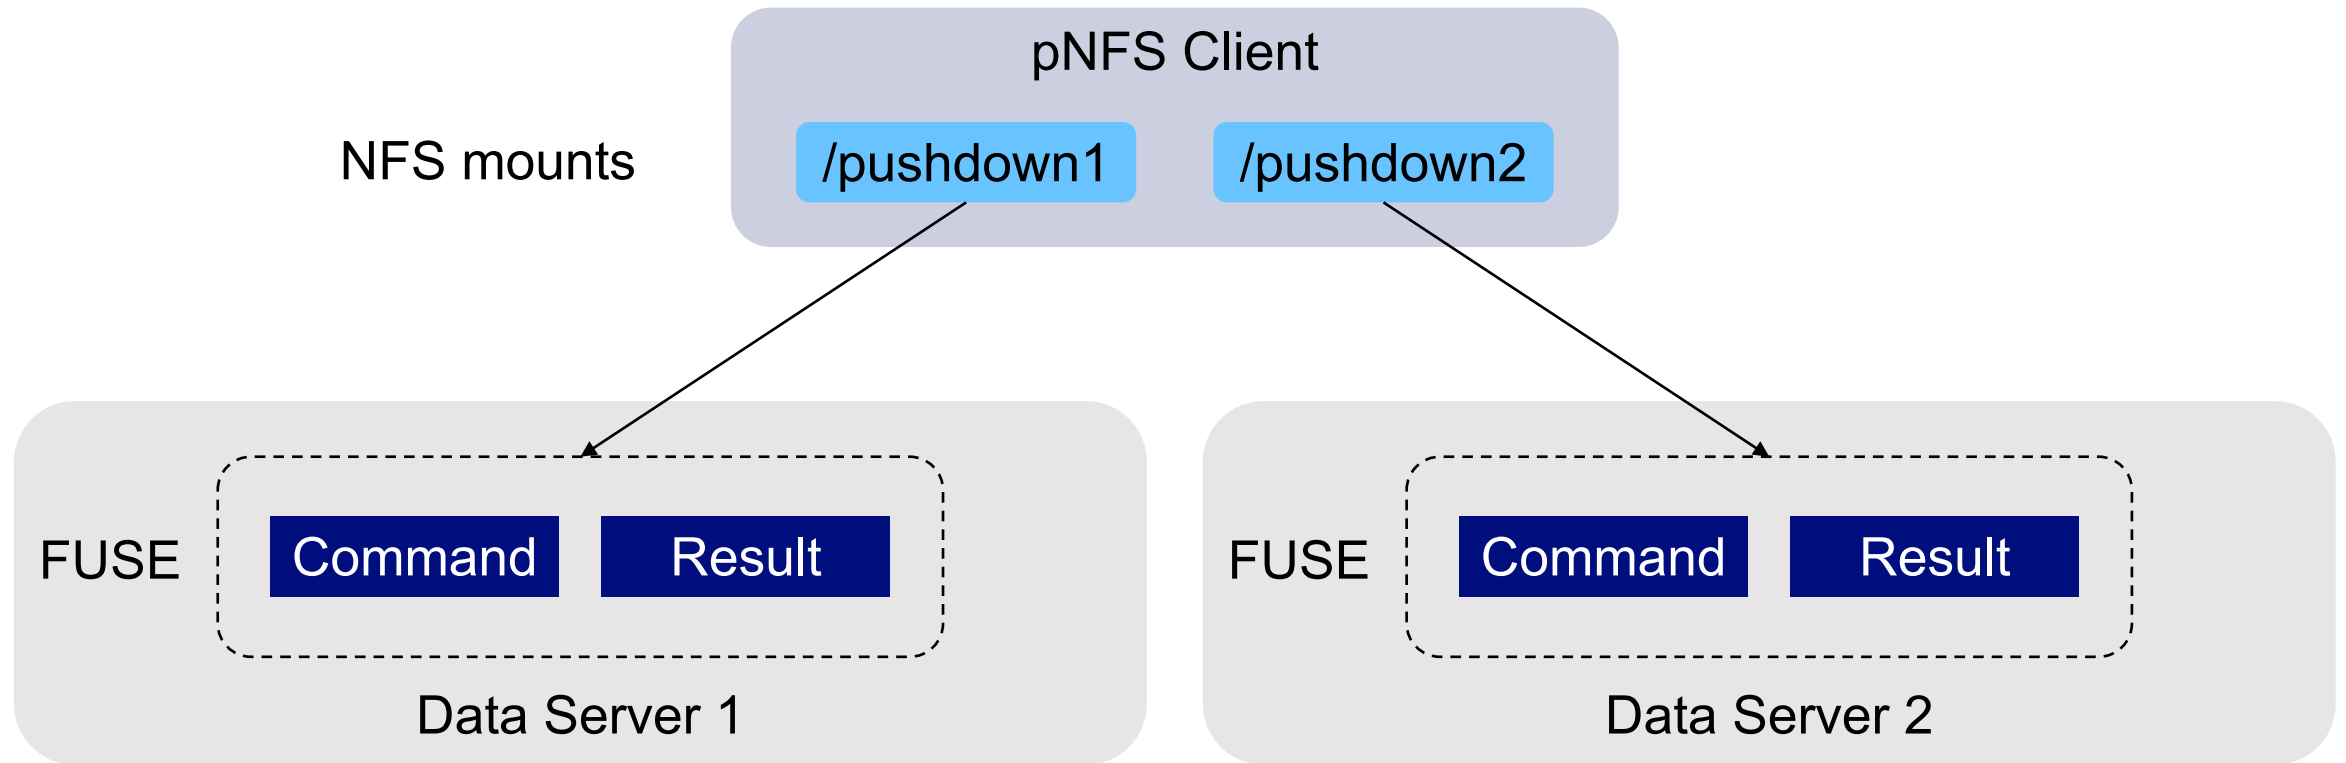 pNFS Client
NFS mounts
/pushdown1
/pushdown2
FUSE
Command
Result
Data Server 1
FUSE
Command
Result
Data Server 2